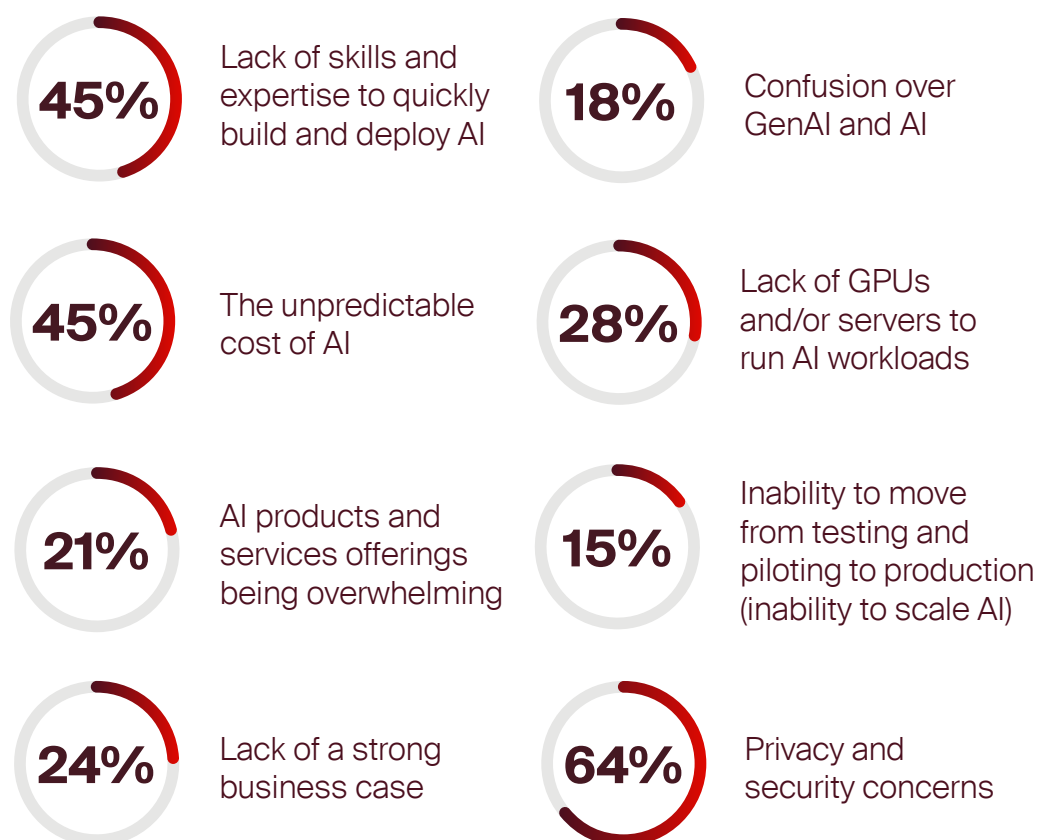 45%
Lack of skills and
expertise to quickly
build and deploy AI
18%
Confusion over
GenAI and AI
45%
The unpredictable
cost of AI
28%
Lack of GPUs
and/or servers to
run AI workloads
21%
AI products and
services offerings
being overwhelming
15%
Inability to move
from testing and
piloting to production
(inability to scale AI)
24%
Lack of a strong
business case
64%
Privacy and
security concerns